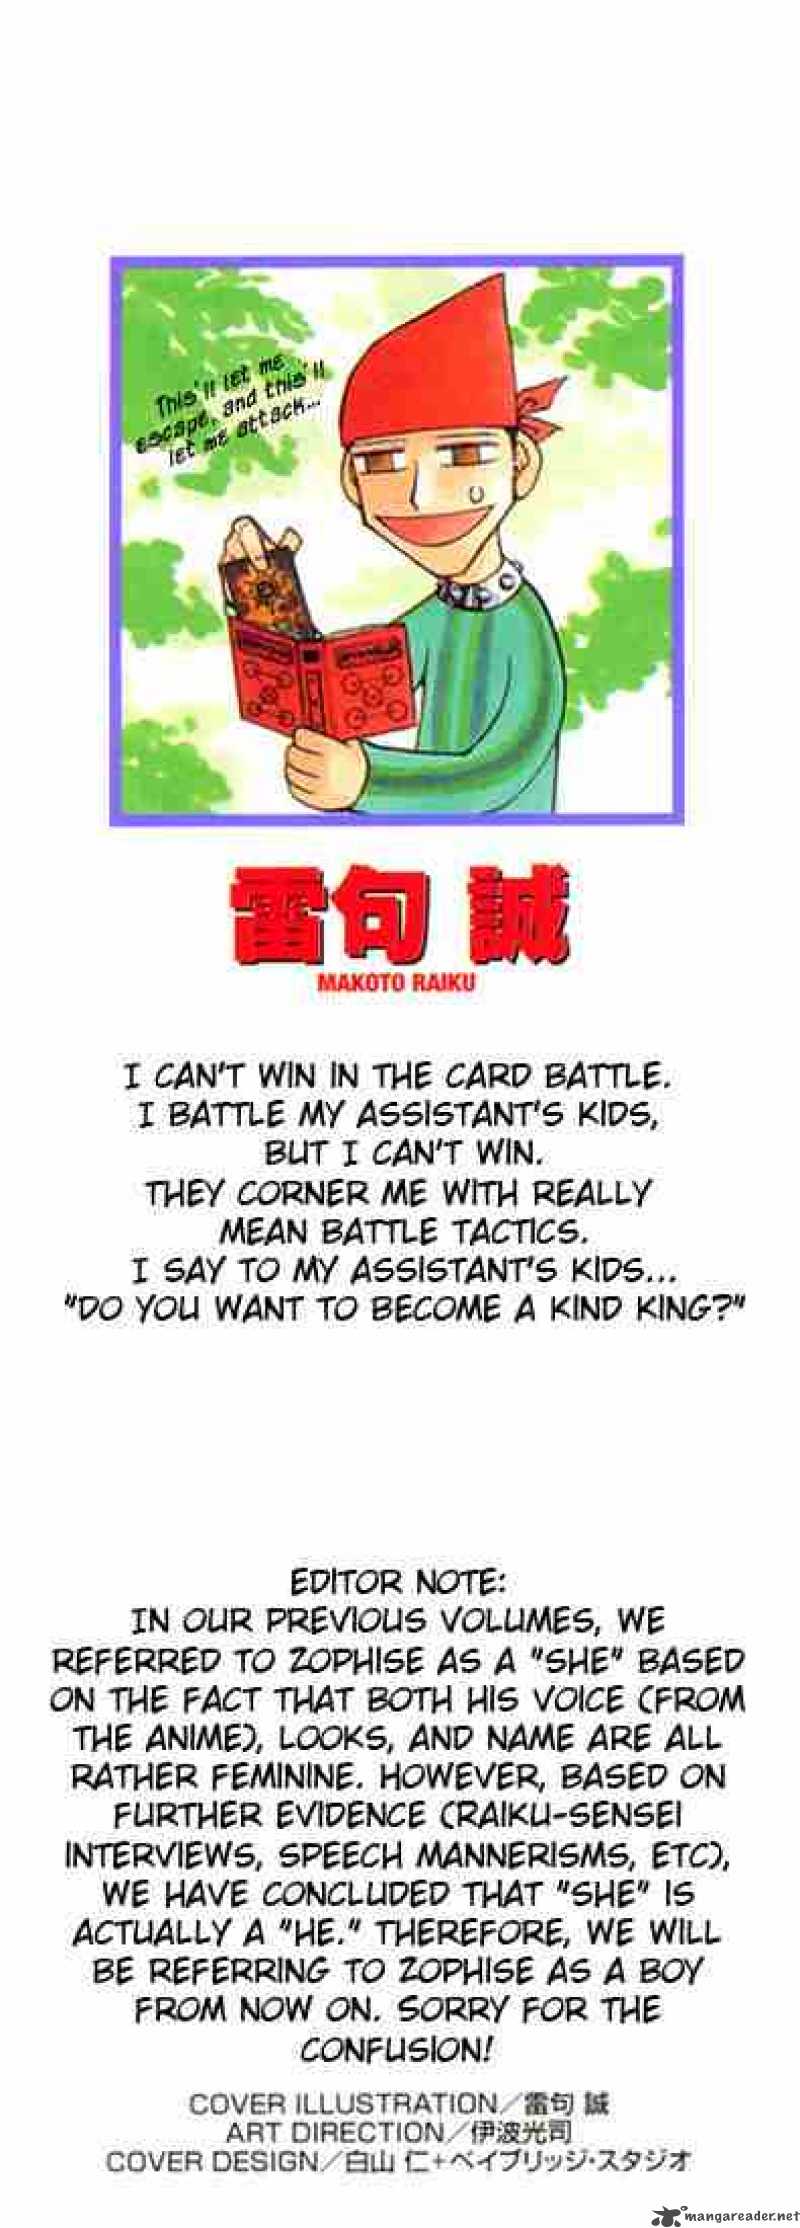 This'll let me
escape, and this'll
let me attack...
雷句 誠
MAKOTO RAIKU
I CAN'T WIN IN THE CARD BATTLE.
I BATTLE MY ASSISTANT'S KIDS,
BUT I CAN'T WIN.
THEY CORNER ME WITH REALLY
MEAN BATTLE TACTICS.
I SAY TO MY ASSISTANT'S KIDS...
"DO YOU WANT TO BECOME A KIND KING?"
EDITOR NOTE:
IN OUR PREVIOUS VOLUMES, WE
REFERRED TO ZOPHISE AS A "SHE" BASED
ON THE FACT THAT BOTH HIS VOICE (FROM
THE ANIME), LOOKS, AND NAME ARE ALL
RATHER FEMININE. HOWEVER, BASED ON
FURTHER EVIDENCE (RAIKU-SENSEI
INTERVIEWS, SPEECH MANNERISMS, ETC),
WE HAVE CONCLUDED THAT "SHE" IS
ACTUALLY A "HE." THEREFORE, WE WILL
BE REFERRING TO ZOPHISE AS A BOY
FROM NOW ON. SORRY FOR THE
CONFUSION!
COVER ILLUSTRATION／雷句 誠
ART DIRECTION／伊波光司
COVER DESIGN／白山 仁+ベイブリッジ・スタジオ
mangareader.net